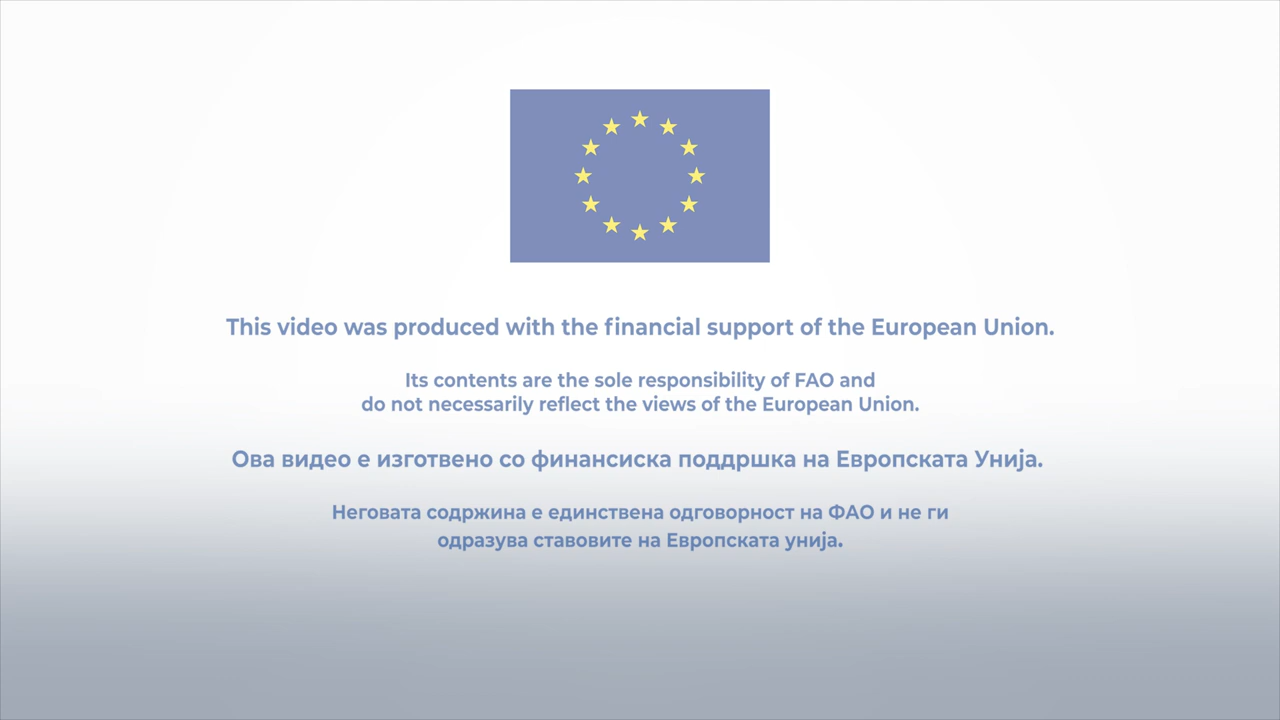 This video was produced with the financial support of the European Union.
Its contents are the sole responsibility of FAO and
do not necessarily reflect the views of the European Union.
Ова видео е изготвено со финансиска поддршка на Европската Унија.
Неговата содржина е единствена одговорност на ФАО и не ги
одразува ставовите на Европската унија.